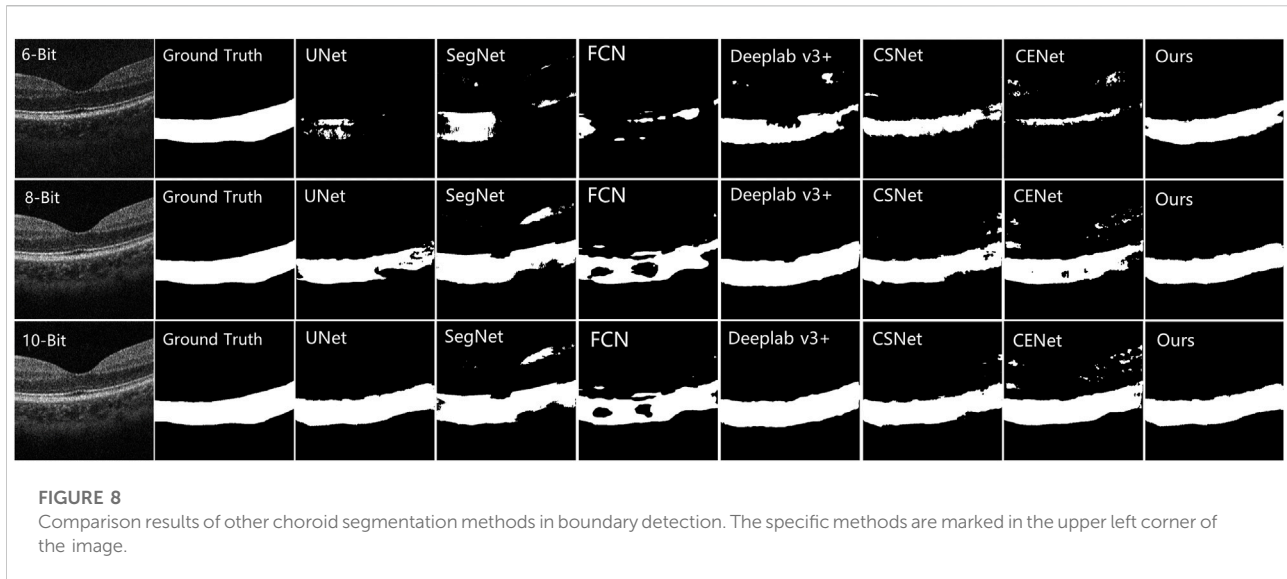 6-Bit Ground Truth UNet SegNet FCN Deeplab v3+ CSNet CENet Ours
8-Bit Ground Truth UNet SegNet FCN Deeplab v3+ CSNet CENet Ours
10-Bit Ground Truth UNet SegNet FCN Deeplab v3+ CSNet CENet Ours
FIGURE 8
Comparison results of other choroid segmentation methods in boundary detection. The specific methods are marked in the upper left corner of
the image.